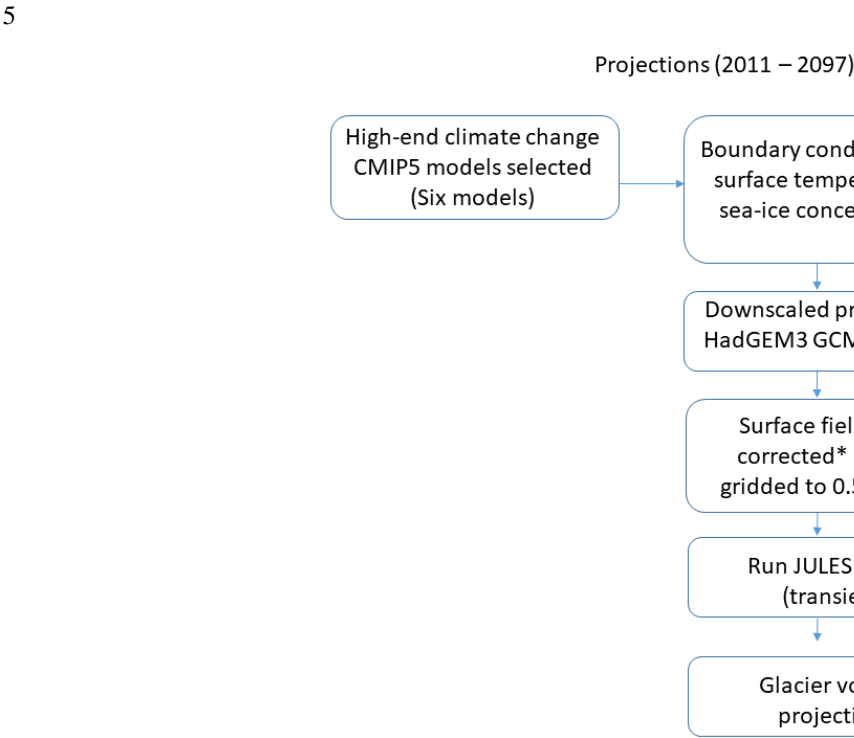 5
Projections (2011 – 2097)
High-end climate change
CMIP5 models selected
(Six models)
Boundary cond
surface tempe
sea-ice conce
Downscaled pr
HadGEM3 GCM
Surface fiel
corrected*
gridded to 0.5
Run JULES
(transie
Glacier vo
projecti